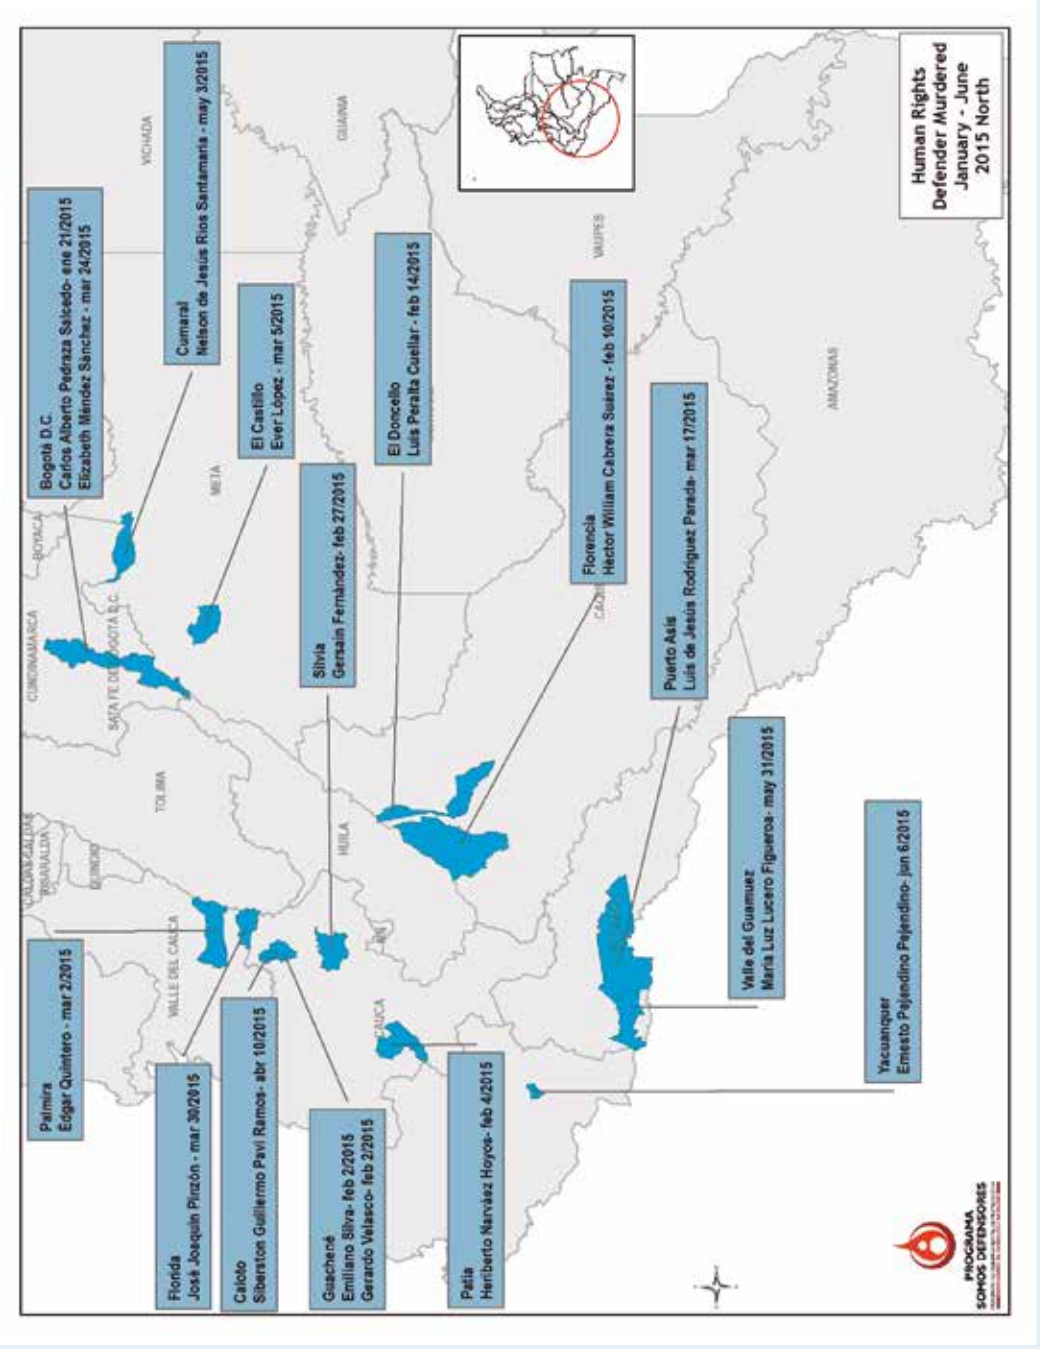 Human Rights
Defender Murdered
January - June
2015 North
Bogotá D.C.
Carlos Alberto Pedraza Salcedo- ene 21/2015
Elizabeth Méndez Sánchez - mar 24/2015
Cumaral
Nelson de Jesús Ríos Santamaría - may 3/2015
El Castillo
Ever López - mar 5/2015
Silvia
Gersain Fernández- feb 27/2015
El Doncello
Luis Peralta Cuellar - feb 14/2015
Florencia
Héctor William Cabrera Suárez - feb 10/2015
Puerto Asís
Luis de Jesús Rodríguez Parada- mar 17/2015
Valle del Guamuez
María Luz Lucero Figueroa- may 31/2015
Yacuanquer
Ernesto Pejendino Pejendino- jun 6/2015
Palmira
Édgar Quintero - mar 2/2015
Florida
José Joaquín Pinzón - mar 30/2015
Caloto
Siberston Guillermo Pavi Ramos- abr 10/2015
Guachené
Emiliano Silva- feb 2/2015
Gerardo Velasco- feb 2/2015
Patía
Heriberto Narváez Hoyos- feb 4/2015
VICHADA
GUAINIA
BOYACA
CUNDINAMARCA
META
VAUPES
AMAZONAS
TOLIMA
HUILA
RISARALDA
QUINDIO
VALLE DEL CAUCA
CAUCA
PROGRAMA
SOMOS DEFENSORES